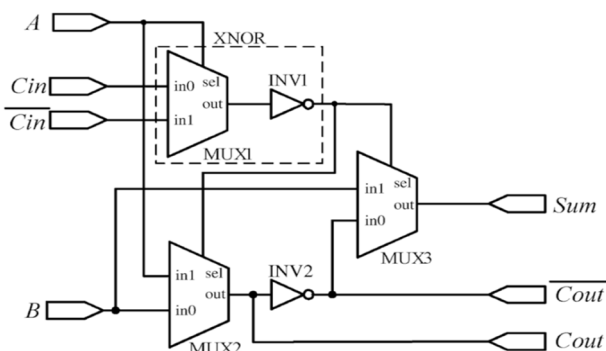 A
XNOR
Cin
in0 sel
INV1
out
Cin
in1
MUX1
in1 sel
out
Sum
in0
MUX3
in1 sel
INV2
out
Cout
B
in0
MUX2
Cout